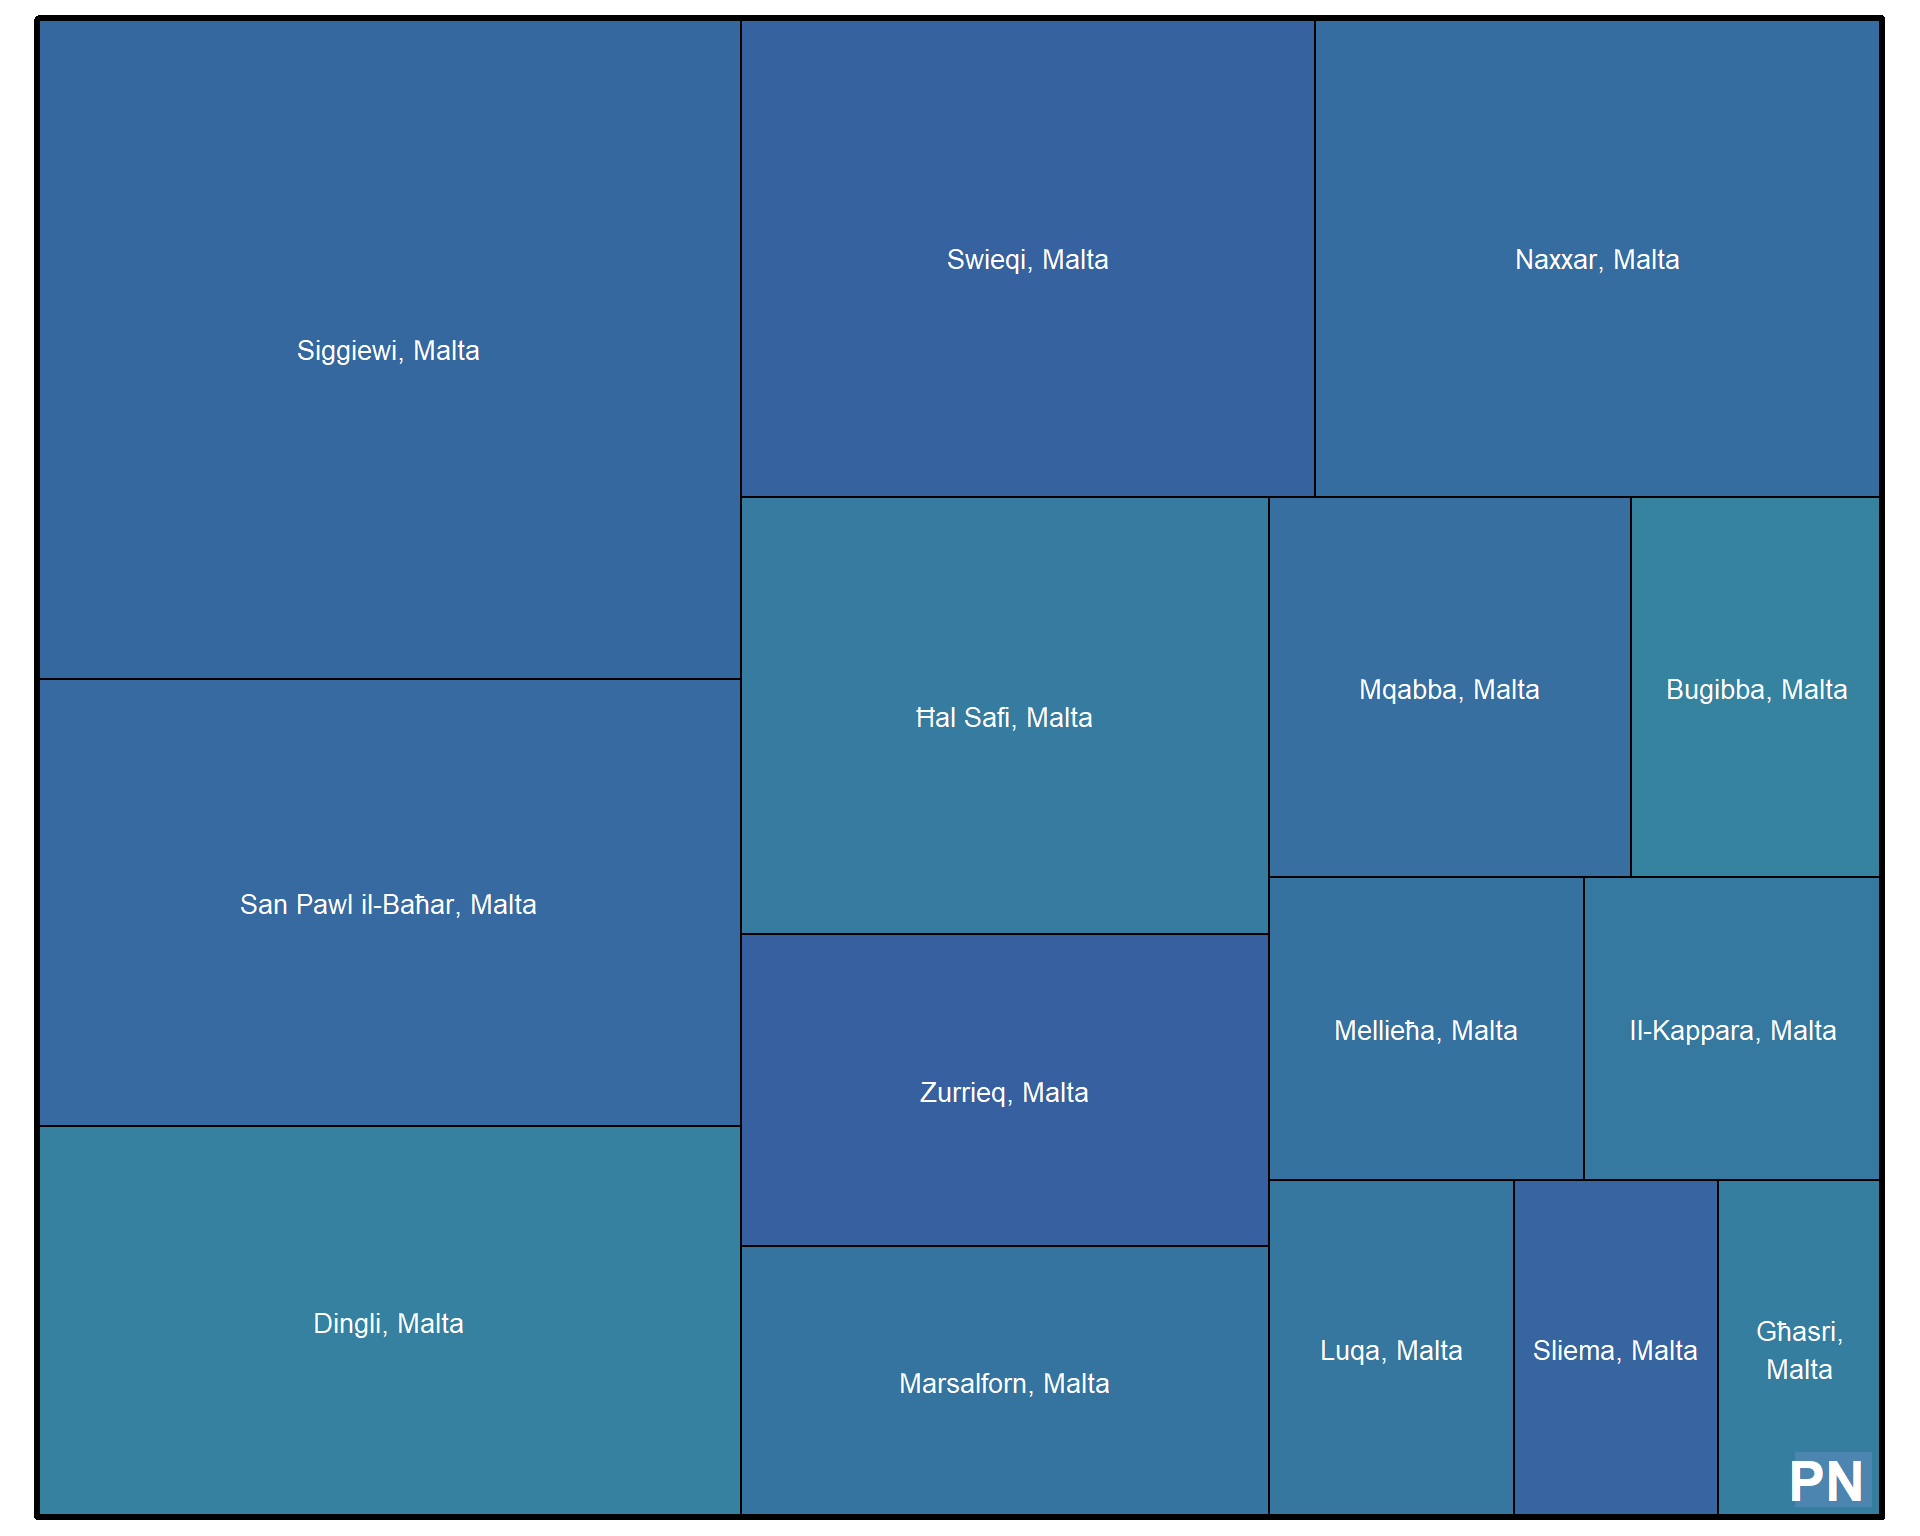 Siggiewi, Malta
San Pawl il-Baħar, Malta
Dingli, Malta
Swieqi, Malta
Naxxar, Malta
Ħal Safi, Malta
Zurrieq, Malta
Marsalforn, Malta
Mqabba, Malta
Bugibba, Malta
Mellieħa, Malta
Il-Kappara, Malta
Luqa, Malta
Sliema, Malta
Għasri,
Malta
PN